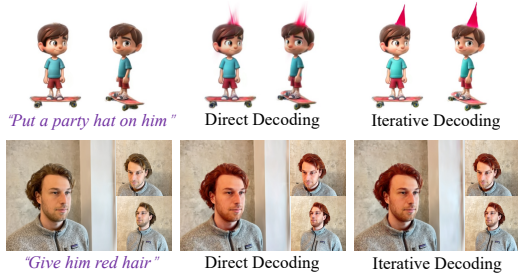 “Put a party hat on him”
Direct Decoding
Iterative Decoding
“Give him red hair”
Direct Decoding
Iterative Decoding